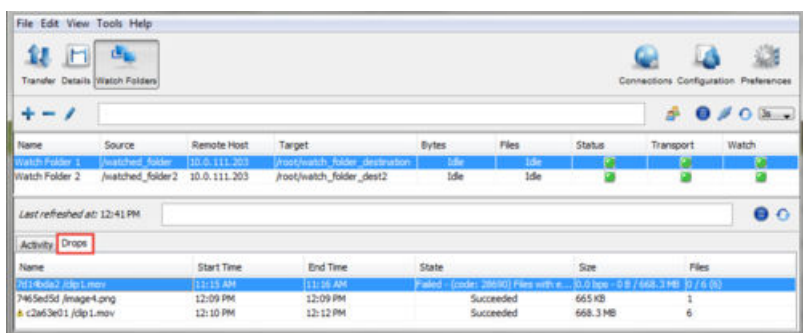 File Edit View Tools Help
Transfer Details Watch Folders Connections Configuration Preferences
3s
Name Source Remote Host Target Bytes Files Status Transport Watch
Watch Folder 1 /watched_folder 10.0.111.203 /root/watch_folder_destination Idle Idle
Watch Folder 2 /watched_folder2 10.0.111.203 /root/watch_folder_dest2 Idle Idle
Last refreshed at: 12:41 PM
Activity Drops
Name Start Time End Time State Size Files
7d14bda2 /clip1.mov 11:15 AM 11:16 AM Failed - (code: 28690) Files with e... 0.0 bps - 0 B / 668.3 MB 0 / 6 (6)
7465ed5d /image4.png 12:09 PM 12:09 PM Succeeded 665 KB 1
c2a63e01 /clip1.mov 12:10 PM 12:12 PM Succeeded 668.3 MB 6